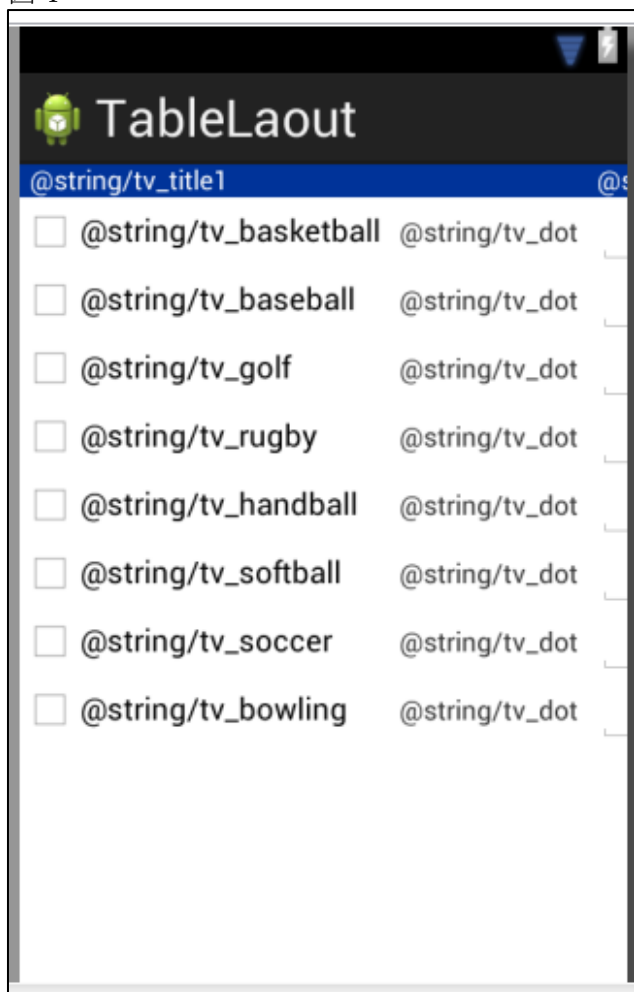 TableLaout
@string/tv_title1
@string/tv_basketball @string/tv_dot
@string/tv_baseball @string/tv_dot
@string/tv_golf @string/tv_dot
@string/tv_rugby @string/tv_dot
@string/tv_handball @string/tv_dot
@string/tv_softball @string/tv_dot
@string/tv_soccer @string/tv_dot
@string/tv_bowling @string/tv_dot